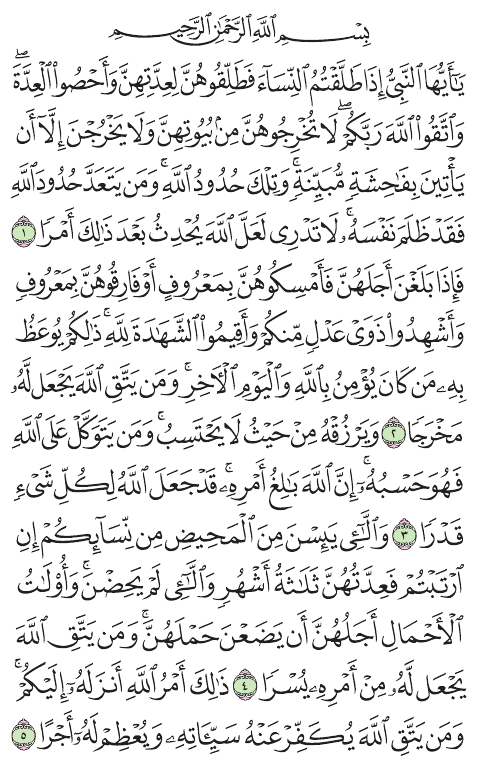 بِسْمِ ٱللَّهِ ٱلرَّحْمَٰنِ ٱلرَّحِيمِ
يَٰٓأَيُّهَا ٱلنَّبِىُّ إِذَا طَلَّقْتُمُ ٱلنِّسَآءَ فَطَلِّقُوهُنَّ لِعِدَّتِهِنَّ وَأَحْصُوا۟ ٱلْعِدَّةَ ۖ
وَٱتَّقُوا۟ ٱللَّهَ رَبَّكُمْ ۖ لَا تُخْرِجُوهُنَّ مِنۢ بُيُوتِهِنَّ وَلَا يَخْرُجْنَ إِلَّآ أَن
يَأْتِينَ بِفَٰحِشَةٍ مُّبَيِّنَةٍ ۚ وَتِلْكَ حُدُودُ ٱللَّهِ ۚ وَمَن يَتَعَدَّ حُدُودَ ٱللَّهِ
فَقَدْ ظَلَمَ نَفْسَهُۥ ۚ لَا تَدْرِى لَعَلَّ ٱللَّهَ يُحْدِثُ بَعْدَ ذَٰلِكَ أَمْرًا ١
فَإِذَا بَلَغْنَ أَجَلَهُنَّ فَأَمْسِكُوهُنَّ بِمَعْرُوفٍ أَوْ فَارِقُوهُنَّ بِمَعْرُوفٍ
وَأَشْهِدُوا۟ ذَوَىْ عَدْلٍ مِّنكُمْ وَأَقِيمُوا۟ ٱلشَّهَٰدَةَ لِلَّهِ ۚ ذَٰلِكُمْ يُوعَظُ
بِهِۦ مَن كَانَ يُؤْمِنُ بِٱللَّهِ وَٱلْيَوْمِ ٱلْءَاخِرِ ۚ وَمَن يَتَّقِ ٱللَّهَ يَجْعَل لَّهُۥ
مَخْرَجًا ٢ وَيَرْزُقْهُ مِنْ حَيْثُ لَا يَحْتَسِبُ ۚ وَمَن يَتَوَكَّلْ عَلَى ٱللَّهِ
فَهُوَ حَسْبُهُۥٓ ۚ إِنَّ ٱللَّهَ بَٰلِغُ أَمْرِهِۦ ۚ قَدْ جَعَلَ ٱللَّهُ لِكُلِّ شَىْءٍ
قَدْرًا ٣ وَٱلَّٰٓـِٔى يَئِسْنَ مِنَ ٱلْمَحِيضِ مِن نِّسَآئِكُمْ إِنِ
ٱرْتَبْتُمْ فَعِدَّتُهُنَّ ثَلَٰثَةُ أَشْهُرٍ وَٱلَّٰٓـِٔى لَمْ يَحِضْنَ ۚ وَأُو۟لَٰتُ
ٱلْأَحْمَالِ أَجَلُهُنَّ أَن يَضَعْنَ حَمْلَهُنَّ ۚ وَمَن يَتَّقِ ٱللَّهَ
يَجْعَل لَّهُۥ مِنْ أَمْرِهِۦ يُسْرًا ٤ ذَٰلِكَ أَمْرُ ٱللَّهِ أَنزَلَهُۥٓ إِلَيْكُمْ ۚ
وَمَن يَتَّقِ ٱللَّهَ يُكَفِّرْ عَنْهُ سَيِّـَٔاتِهِۦ وَيُعْظِمْ لَهُۥٓ أَجْرًا ٥